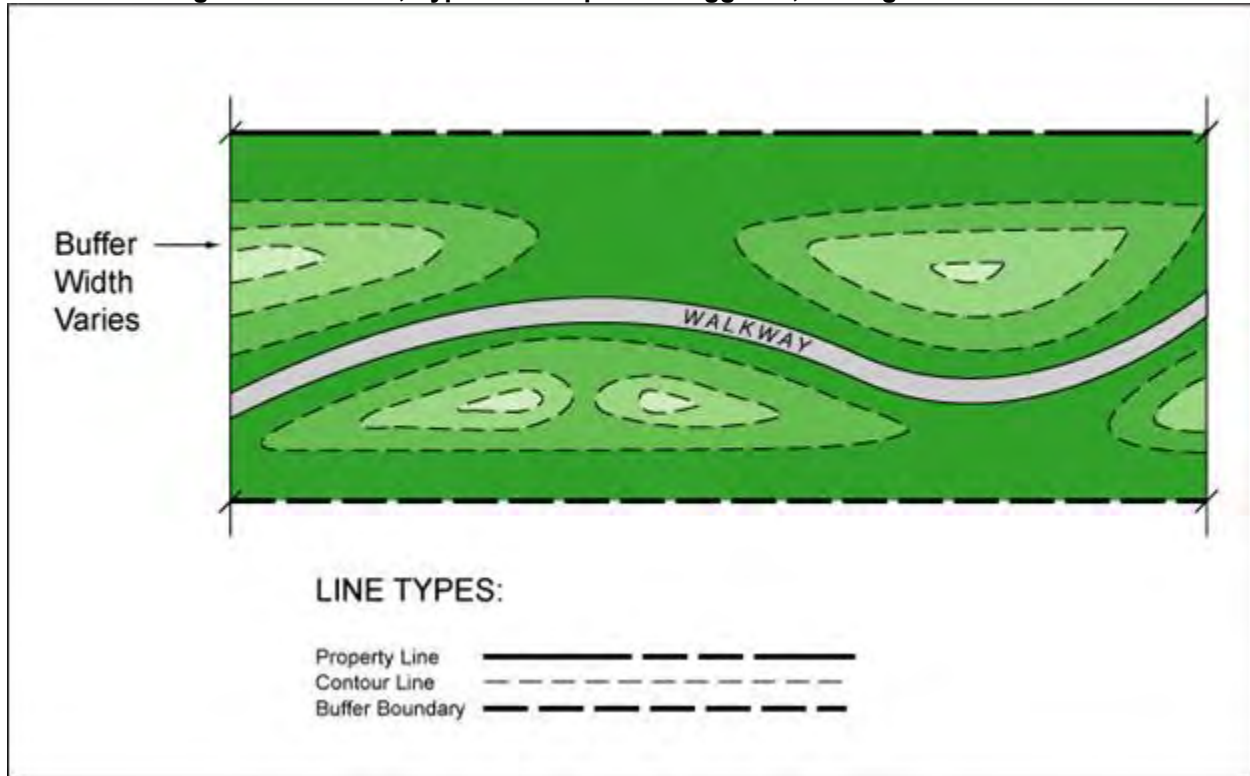 Buffer
Width
Varies
WALKWAY
LINE TYPES:
Property Line
Contour Line
Buffer Boundary